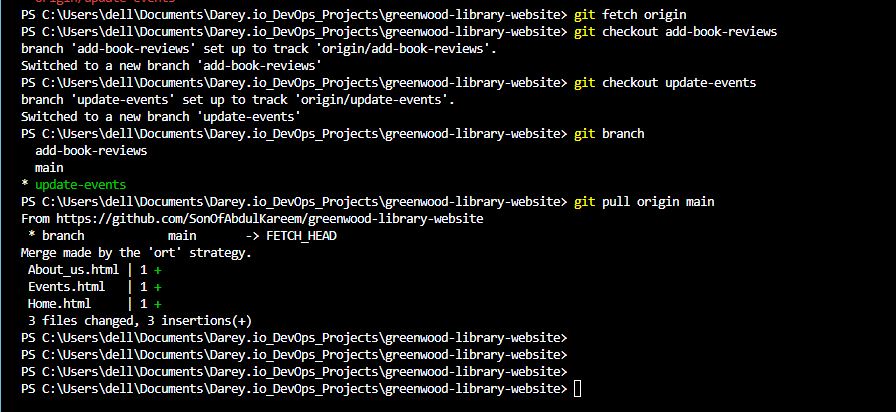 origin/update-events
PS C:\Users\dell\Documents\Darey.io_DevOps_Projects\greenwood-library-website> git fetch origin
PS C:\Users\dell\Documents\Darey.io_DevOps_Projects\greenwood-library-website> git checkout add-book-reviews
branch 'add-book-reviews' set up to track 'origin/add-book-reviews'.
Switched to a new branch 'add-book-reviews'
PS C:\Users\dell\Documents\Darey.io_DevOps_Projects\greenwood-library-website> git checkout update-events
branch 'update-events' set up to track 'origin/update-events'.
Switched to a new branch 'update-events'
PS C:\Users\dell\Documents\Darey.io_DevOps_Projects\greenwood-library-website> git branch
  add-book-reviews
  main
* update-events
PS C:\Users\dell\Documents\Darey.io_DevOps_Projects\greenwood-library-website> git pull origin main
From https://github.com/SonOfAbdulKareem/greenwood-library-website
 * branch            main       -> FETCH_HEAD
Merge made by the 'ort' strategy.
 About_us.html | 1 +
 Events.html   | 1 +
 Home.html     | 1 +
 3 files changed, 3 insertions(+)
PS C:\Users\dell\Documents\Darey.io_DevOps_Projects\greenwood-library-website>
PS C:\Users\dell\Documents\Darey.io_DevOps_Projects\greenwood-library-website>
PS C:\Users\dell\Documents\Darey.io_DevOps_Projects\greenwood-library-website>
PS C:\Users\dell\Documents\Darey.io_DevOps_Projects\greenwood-library-website>